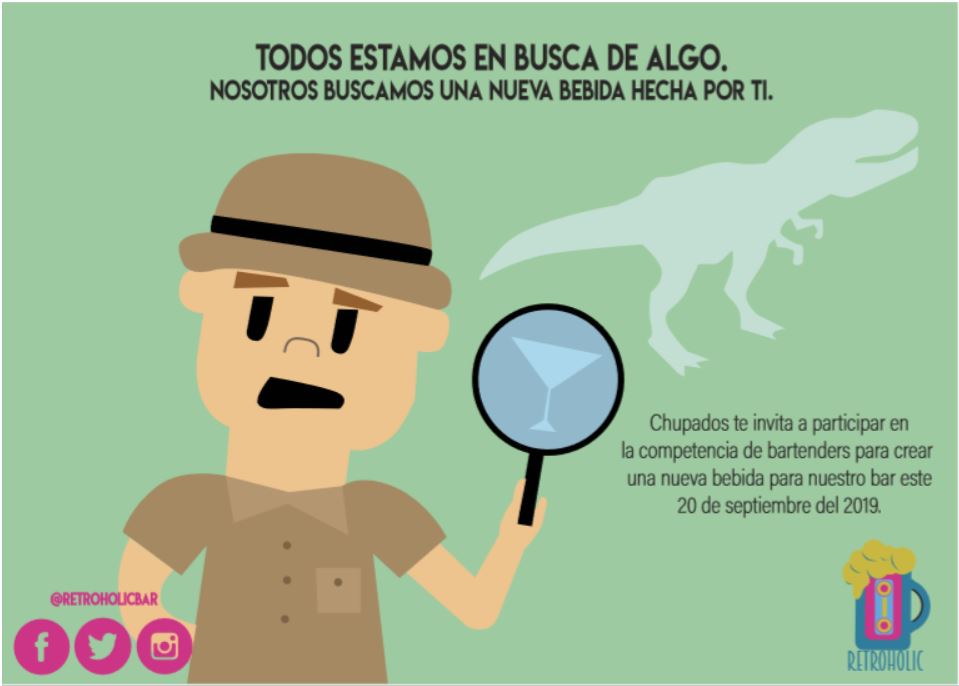 TODOS ESTAMOS EN BUSCA DE ALGO.
NOSOTROS BUSCAMOS UNA NUEVA BEBIDA HECHA POR TI.
Chupados te invita a participar en
la competencia de bartenders para crear
una nueva bebida para nuestro bar este
20 de septiembre del 2019.
@RETROHOLICBAR
RETROHOLIC